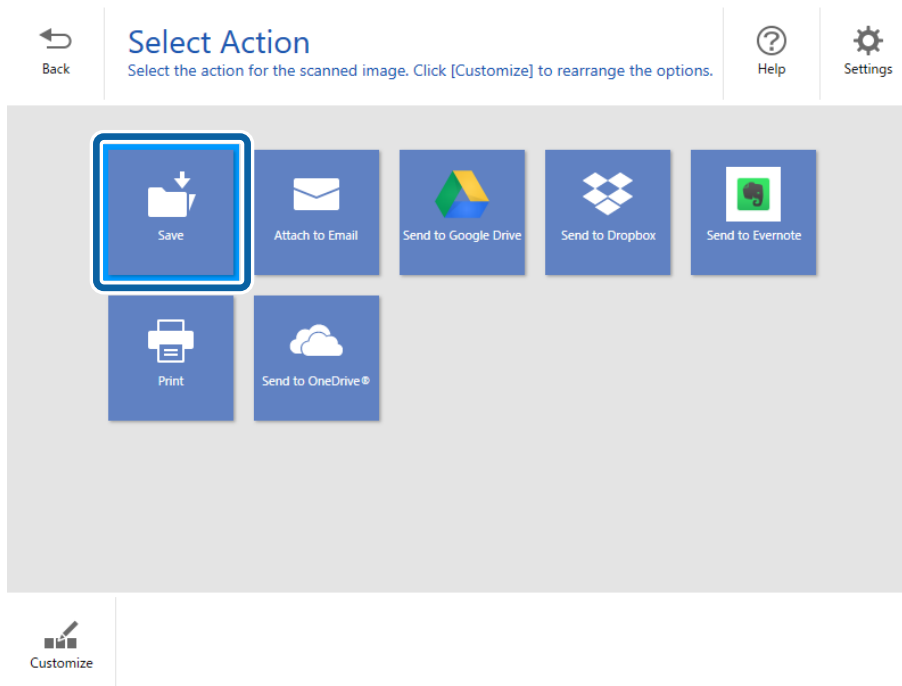 Back
Select Action
Select the action for the scanned image. Click [Customize] to rearrange the options.
Help
Settings
Save
Attach to Email
Send to Google Drive
Send to Dropbox
Send to Evernote
Print
Send to OneDrive®
Customize